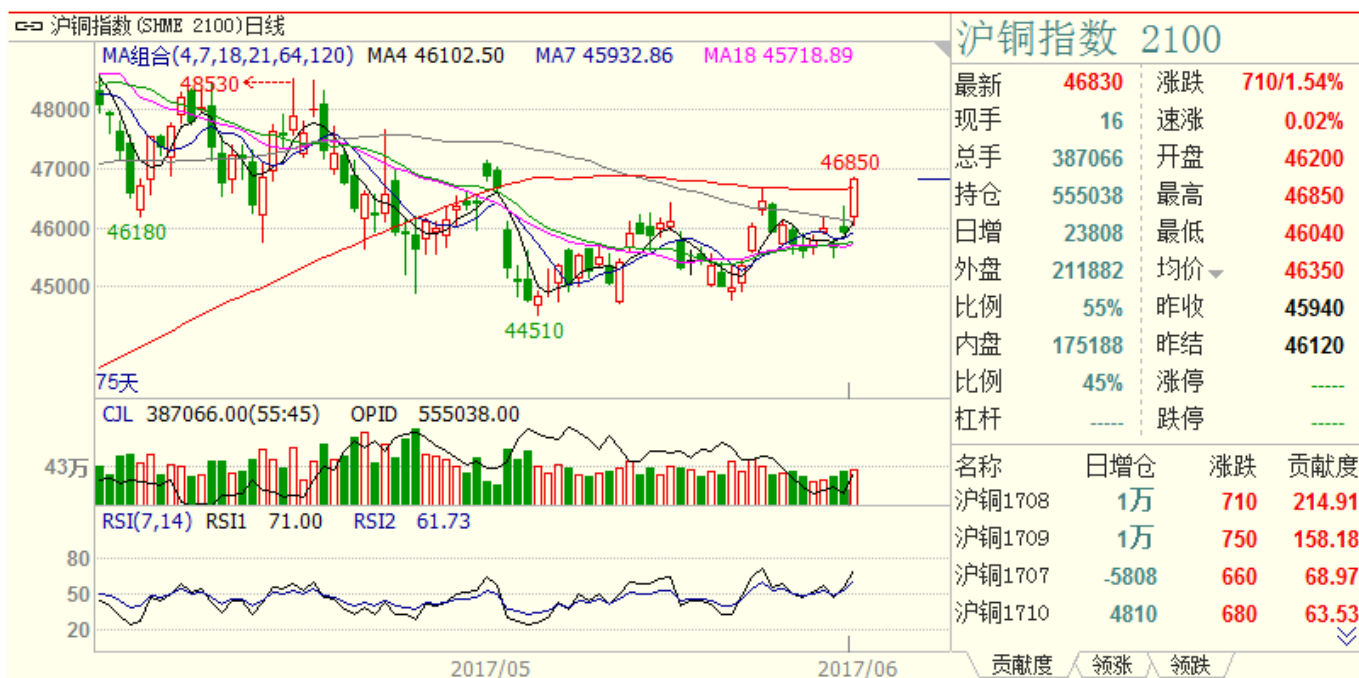 沪铜指数(SHME 2100)日线
MA组合(4,7,18,21,64,120) MA4 46102.50 MA7 45932.86 MA18 45718.89
48530
48000
47000
46850
46180
46000
45000
44510
75天
CJL 387066.00(55:45) OPID 555038.00
43万
RSI(7,14) RSI1 71.00 RSI2 61.73
80
50
20
2017/05 2017/06
沪铜指数 2100
最新 46830 涨跌 710/1.54%
现手 16 速涨 0.02%
总手 387066 开盘 46200
持仓 555038 最高 46850
日增 23808 最低 46040
外盘 211882 均价 46350
比例 55% 昨收 45940
内盘 175188 昨结 46120
比例 45% 涨停 -----
杠杆 ----- 跌停 -----
名称 日增仓 涨跌 贡献度
沪铜1708 1万 710 214.91
沪铜1709 1万 750 158.18
沪铜1707 -5808 660 68.97
沪铜1710 4810 680 63.53
贡献度 领涨 领跌